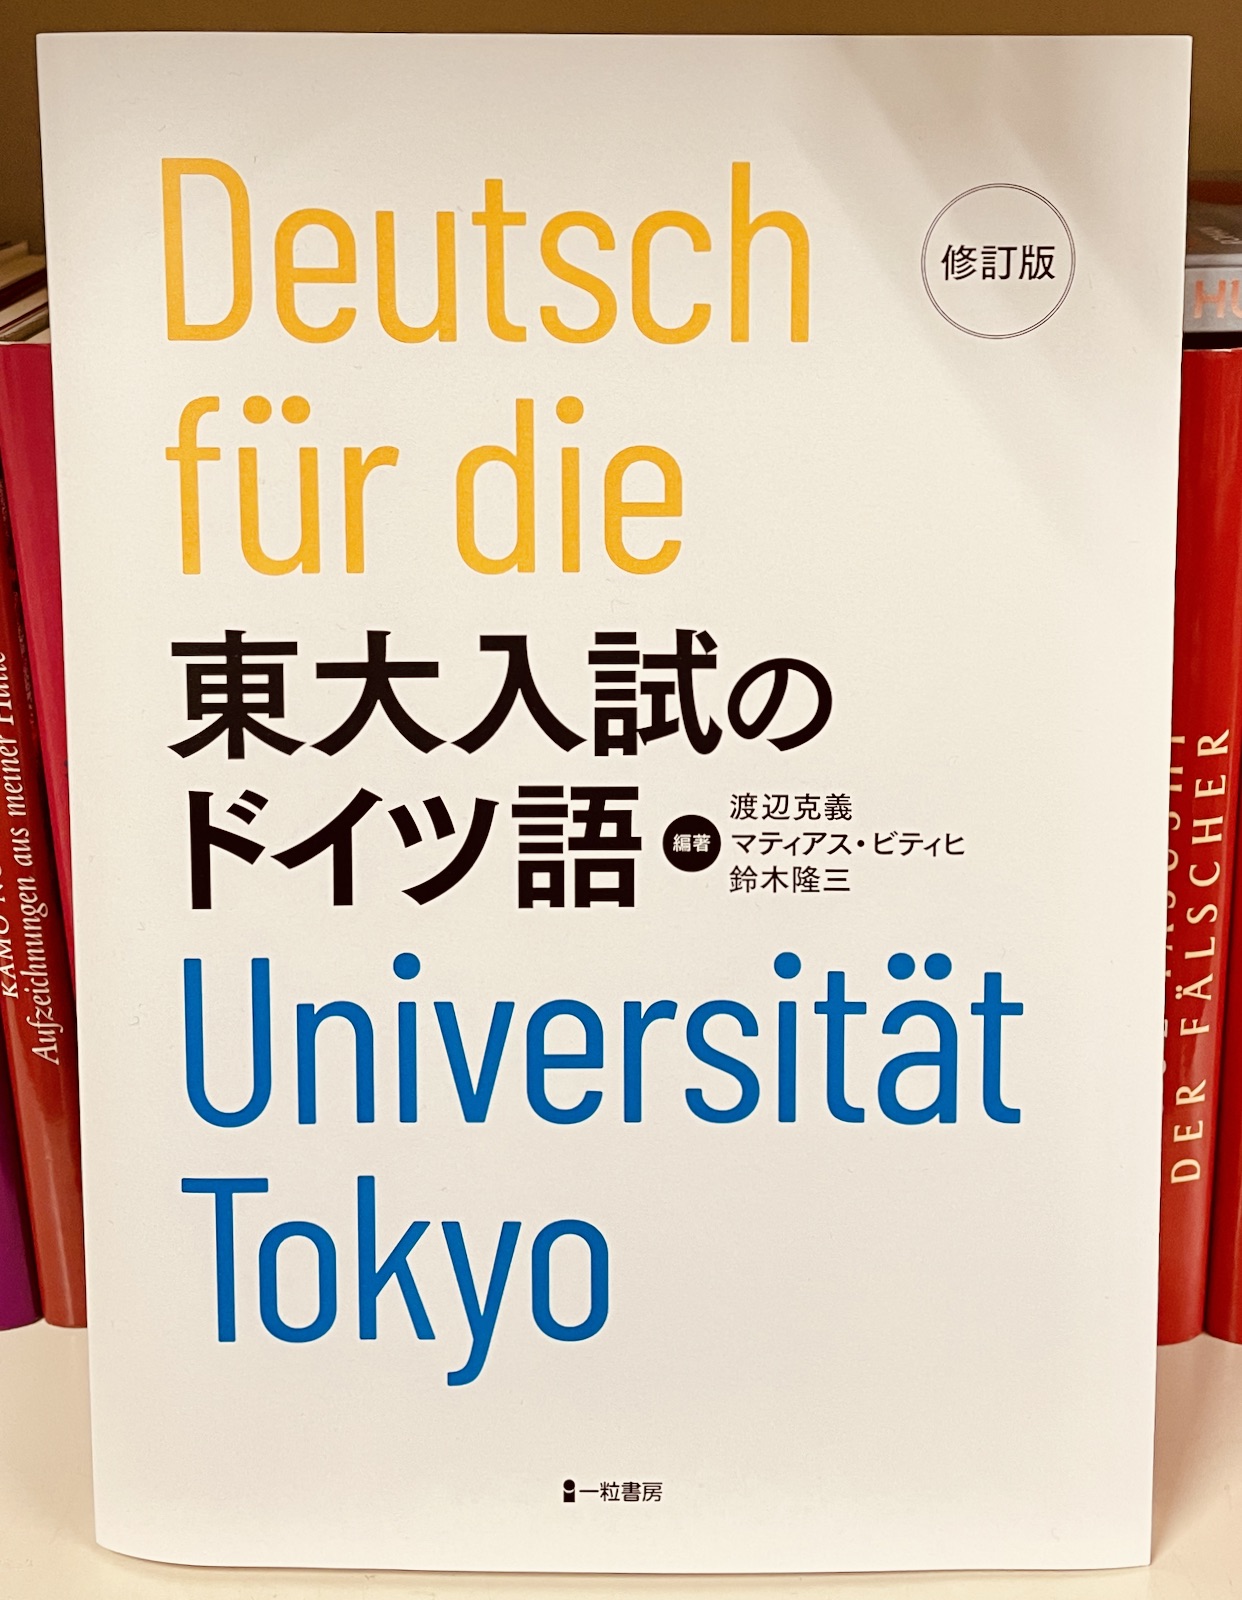 Deutsch
für die
修訂版
東大入試の
ドイツ語
編著
渡辺克義
マティアス・ビティヒ
鈴木隆三
Universität
Tokyo
一粒書房
Aufzeichnungen aus meiner Hütte
DER FÄLSCHER
HU